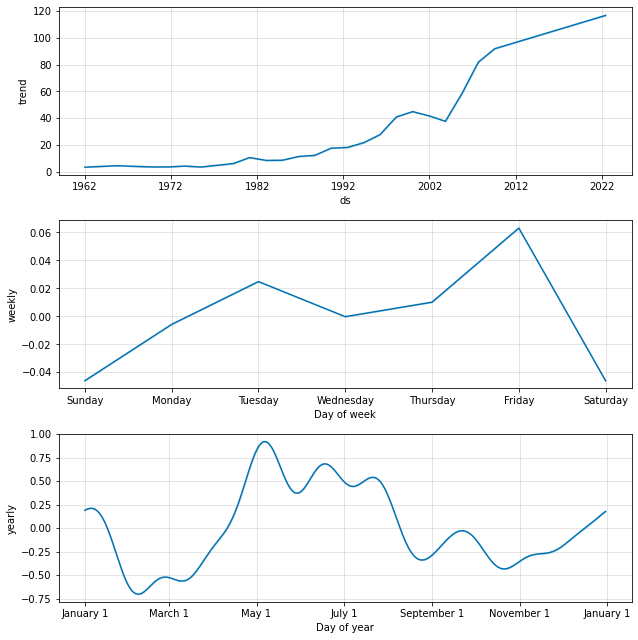 120
100
80
60
40
20
0
trend
1962 1972 1982 1992 2002 2012 2022
ds
0.06
0.04
0.02
0.00
−0.02
−0.04
weekly
Sunday Monday Tuesday Wednesday Thursday Friday Saturday
Day of week
1.00
0.75
0.50
0.25
0.00
−0.25
−0.50
−0.75
yearly
January 1 March 1 May 1 July 1 September 1 November 1 January 1
Day of year